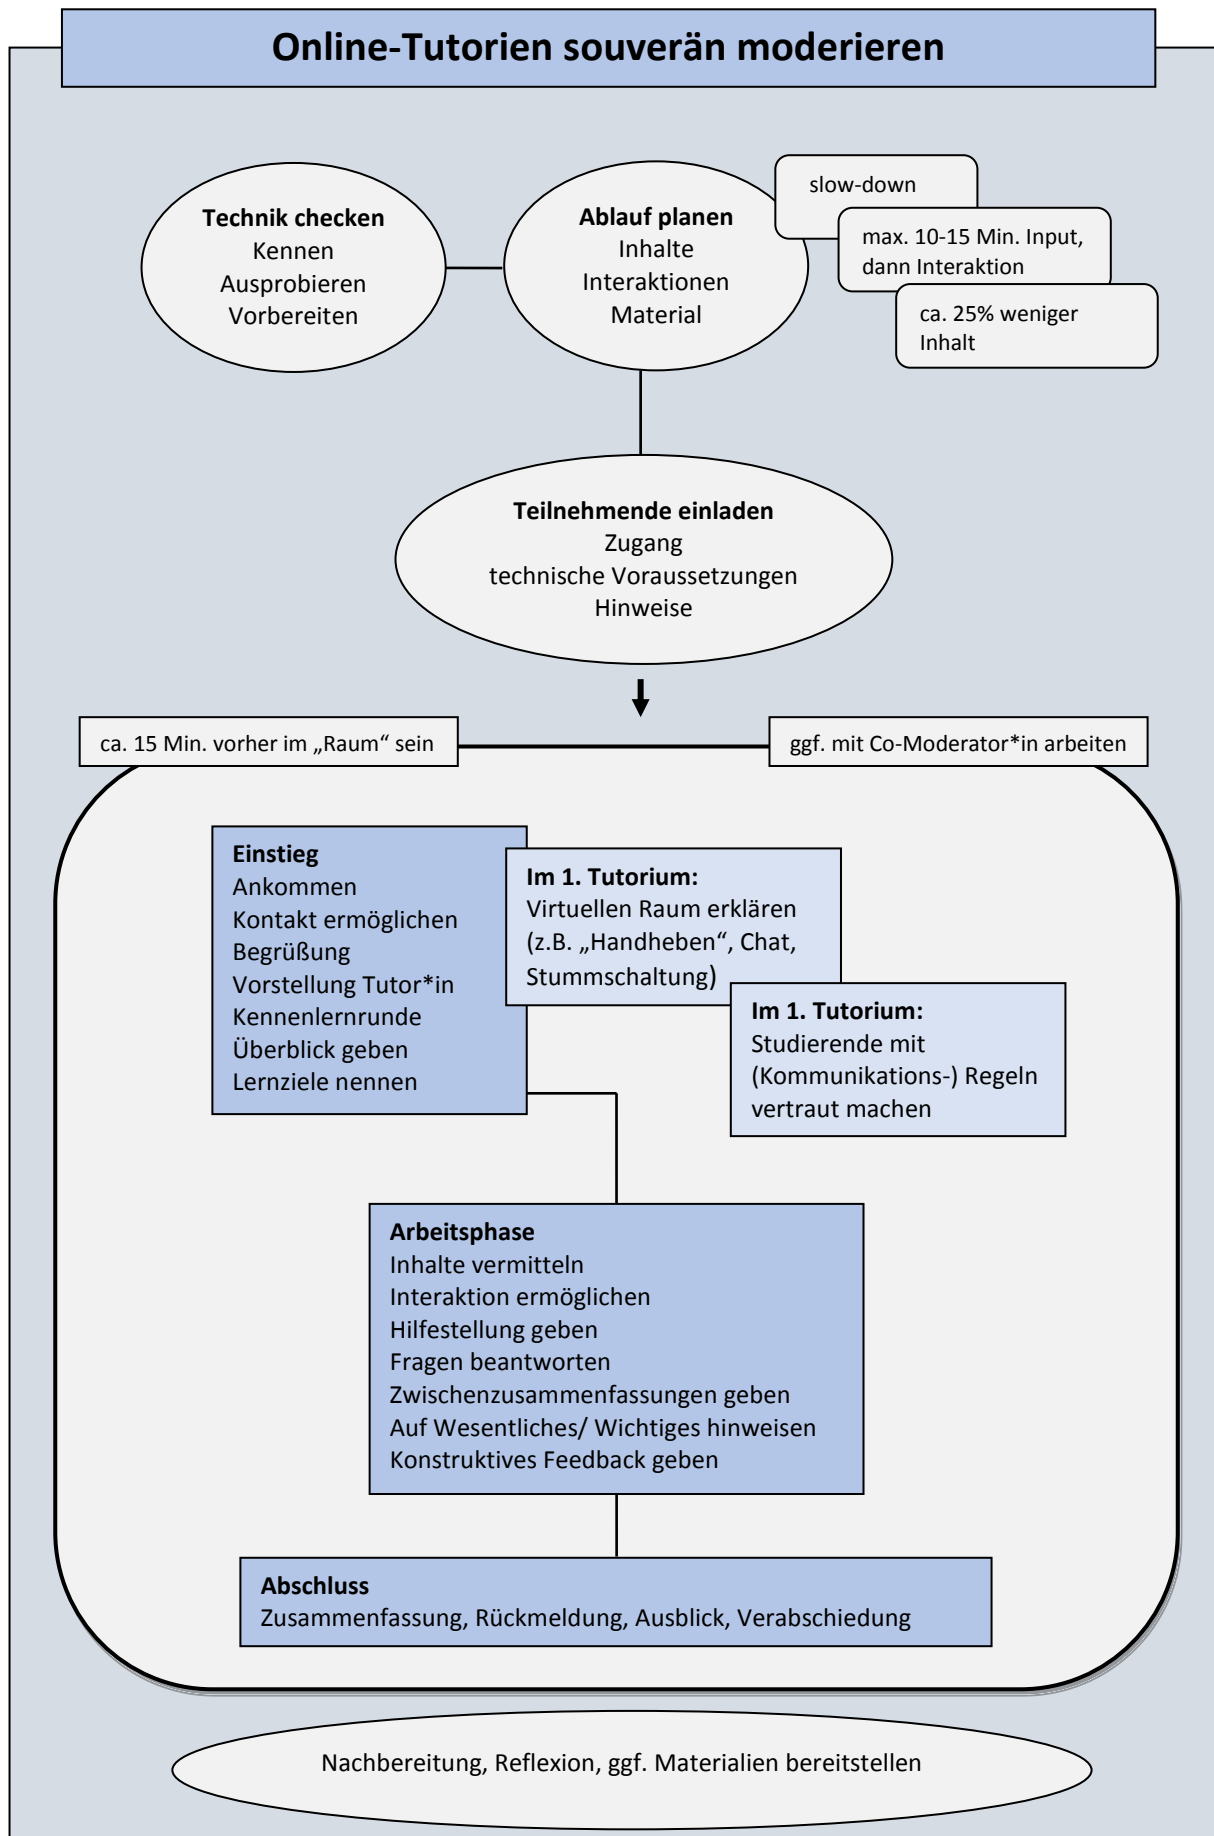 Online-Tutorien souverän moderieren
Technik checken
Kennen
Ausprobieren
Vorbereiten
Ablauf planen
Inhalte
Interaktionen
Material
slow-down
max. 10-15 Min. Input,
dann Interaktion
ca. 25% weniger
Inhalt
Teilnehmende einladen
Zugang
technische Voraussetzungen
Hinweise
ca. 15 Min. vorher im „Raum“ sein
ggf. mit Co-Moderator*in arbeiten
Einstieg
Ankommen
Kontakt ermöglichen
Begrüßung
Vorstellung Tutor*in
Kennenlernrunde
Überblick geben
Lernziele nennen
Im 1. Tutorium:
Virtuellen Raum erklären
(z.B. „Handheben“, Chat,
Stummschaltung)
Im 1. Tutorium:
Studierende mit
(Kommunikations-) Regeln
vertraut machen
Arbeitsphase
Inhalte vermitteln
Interaktion ermöglichen
Hilfestellung geben
Fragen beantworten
Zwischenzusammenfassungen geben
Auf Wesentliches/ Wichtiges hinweisen
Konstruktives Feedback geben
Abschluss
Zusammenfassung, Rückmeldung, Ausblick, Verabschiedung
Nachbereitung, Reflexion, ggf. Materialien bereitstellen